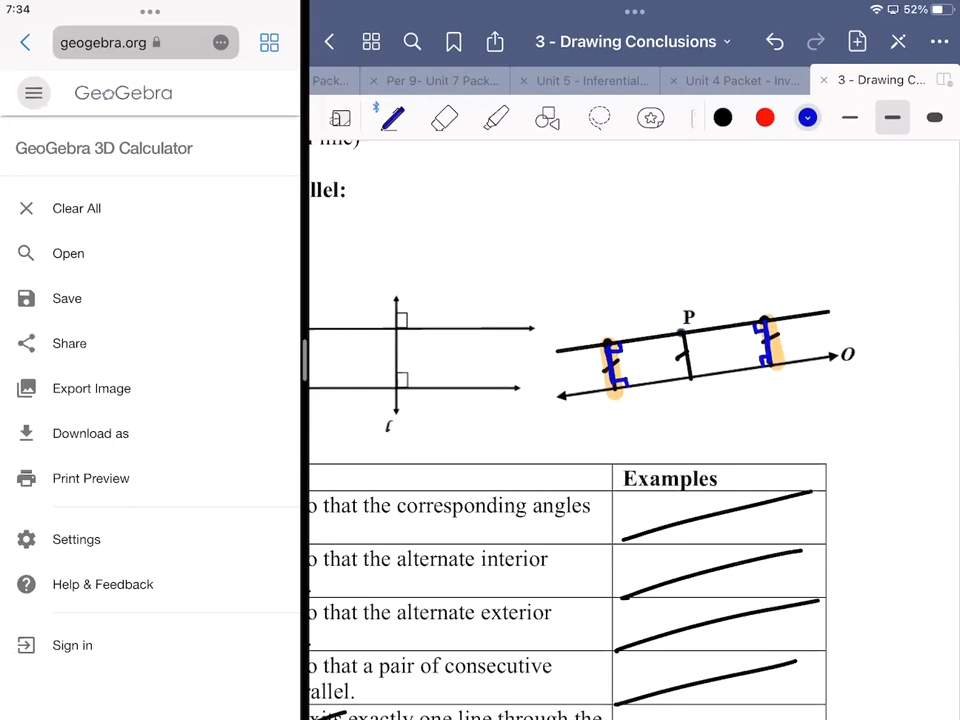 7:34
52%
geogebra.org
GeoGebra
GeoGebra 3D Calculator
Clear All
Open
Save
Share
Export Image
Download as
Print Preview
Settings
Help & Feedback
Sign in
3 - Drawing Conclusions
Pack...
Per 9- Unit 7 Pack...
Unit 5 - Inferential...
Unit 4 Packet - Inv...
3 - Drawing C...
llel:
P
O
Examples
o that the corresponding angles
o that the alternate interior
o that the alternate exterior
o that a pair of consecutive
rallel.
exactly one line through the